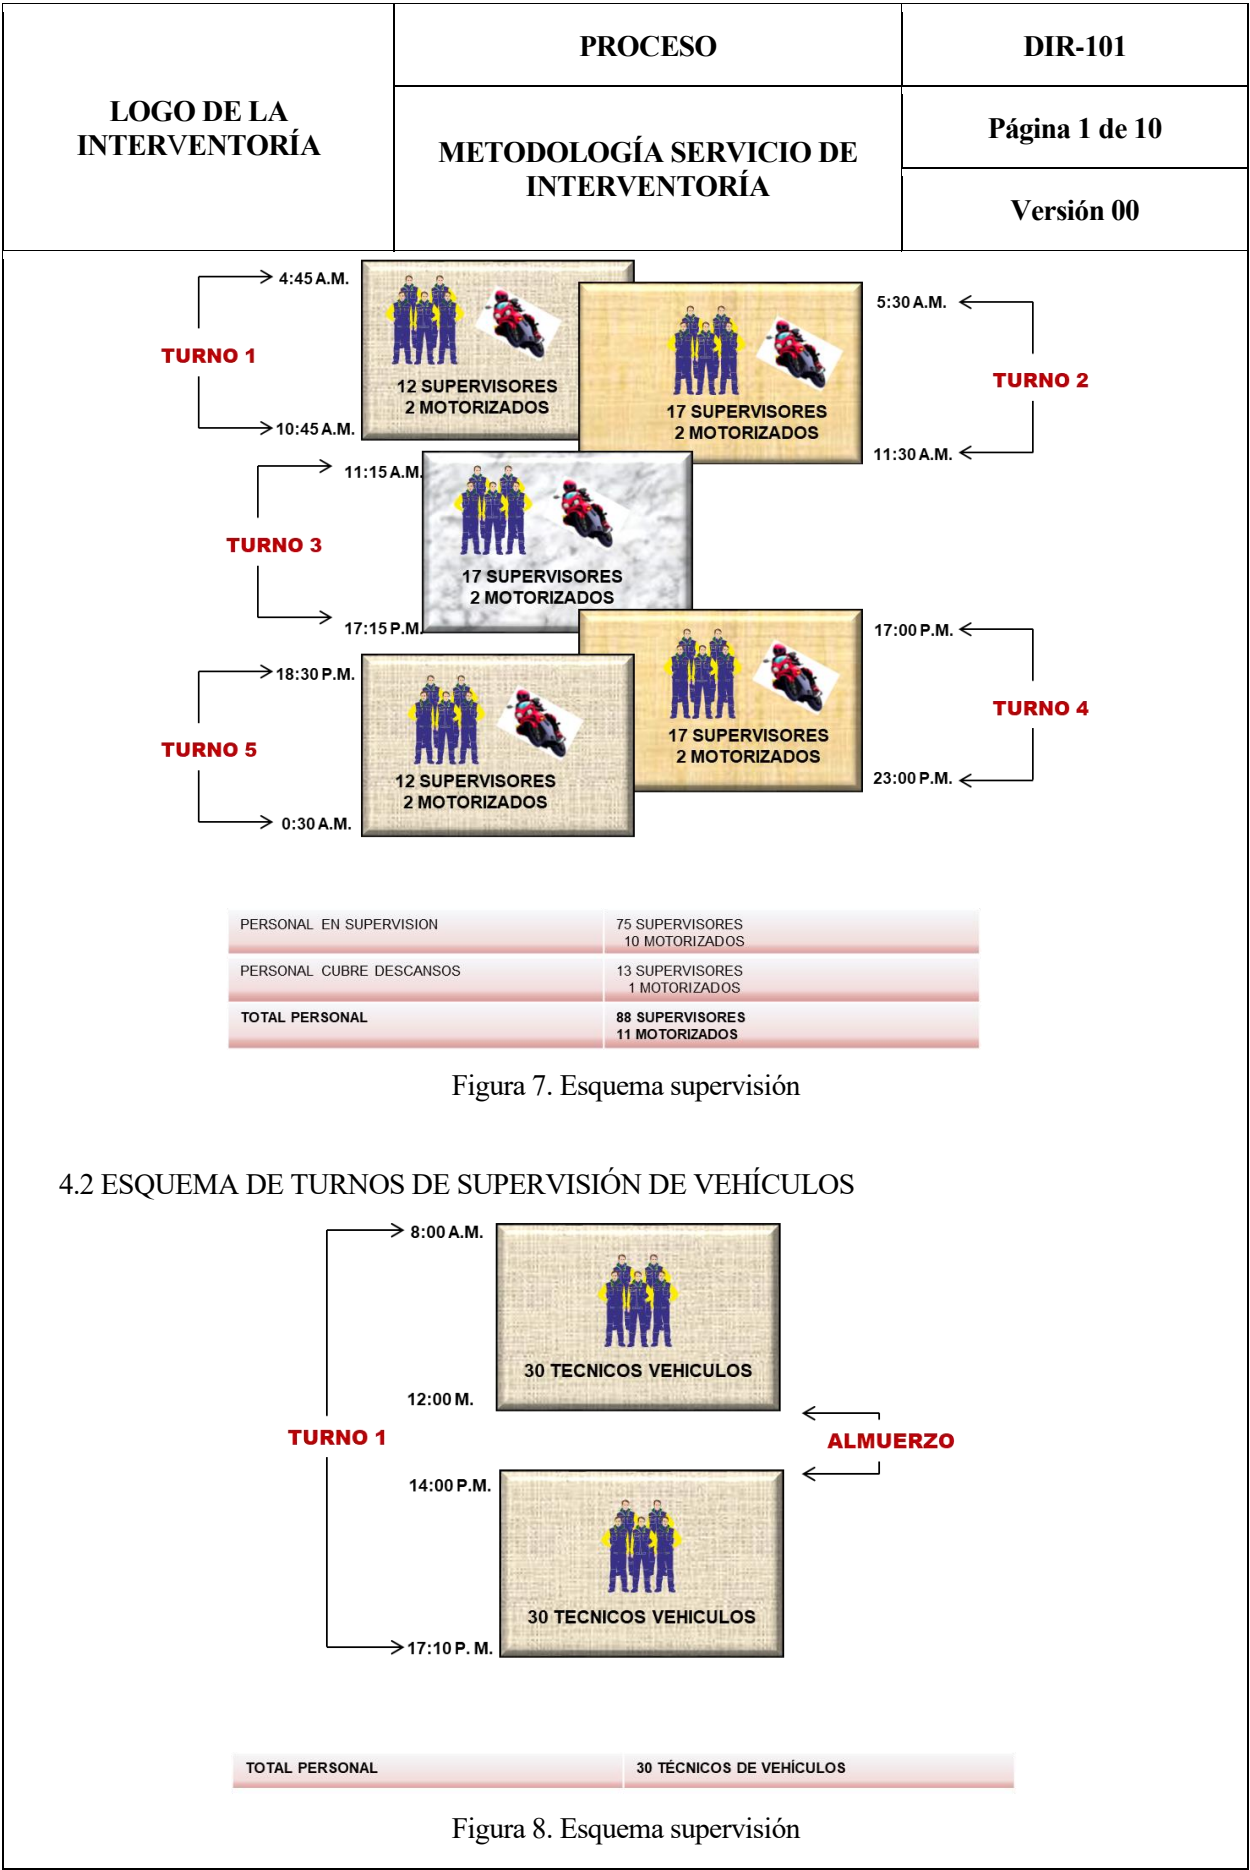 LOGO DE LA
INTERVENTORÍA
PROCESO
METODOLOGÍA SERVICIO DE
INTERVENTORÍA
DIR-101
Página 1 de 10
Versión 00
4:45 A.M.
TURNO 1
10:45 A.M.
12 SUPERVISORES
2 MOTORIZADOS
5:30 A.M.
TURNO 2
11:30 A.M.
17 SUPERVISORES
2 MOTORIZADOS
11:15 A.M.
TURNO 3
17:15 P.M.
17 SUPERVISORES
2 MOTORIZADOS
17:00 P.M.
TURNO 4
23:00 P.M.
17 SUPERVISORES
2 MOTORIZADOS
18:30 P.M.
TURNO 5
0:30 A.M.
12 SUPERVISORES
2 MOTORIZADOS
PERSONAL EN SUPERVISION
75 SUPERVISORES
10 MOTORIZADOS
PERSONAL CUBRE DESCANSOS
13 SUPERVISORES
1 MOTORIZADOS
TOTAL PERSONAL
88 SUPERVISORES
11 MOTORIZADOS
Figura 7. Esquema supervisión
4.2 ESQUEMA DE TURNOS DE SUPERVISIÓN DE VEHÍCULOS
8:00 A.M.
30 TECNICOS VEHICULOS
12:00 M.
TURNO 1
ALMUERZO
14:00 P.M.
30 TECNICOS VEHICULOS
17:10 P. M.
TOTAL PERSONAL
30 TÉCNICOS DE VEHÍCULOS
Figura 8. Esquema supervisión